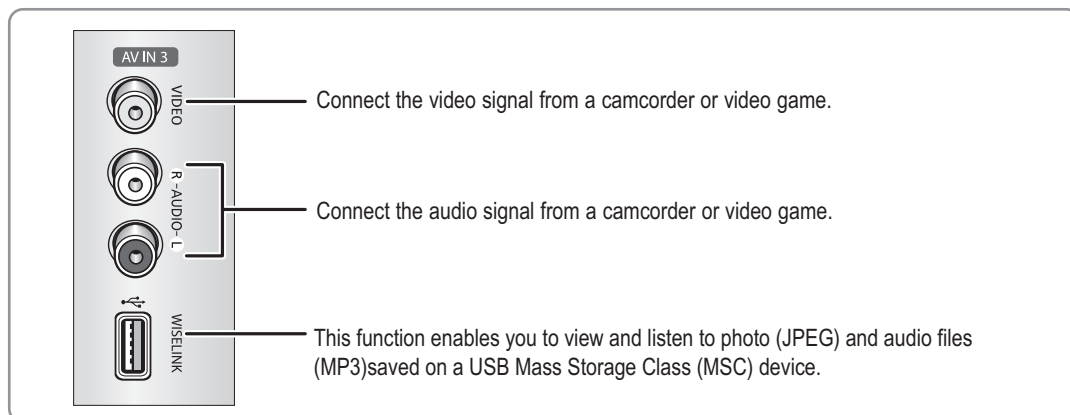 AV IN 3
VIDEO
Connect the video signal from a camcorder or video game.
R -AUDIO- L
Connect the audio signal from a camcorder or video game.
WISELINK
This function enables you to view and listen to photo (JPEG) and audio files
(MP3)saved on a USB Mass Storage Class (MSC) device.